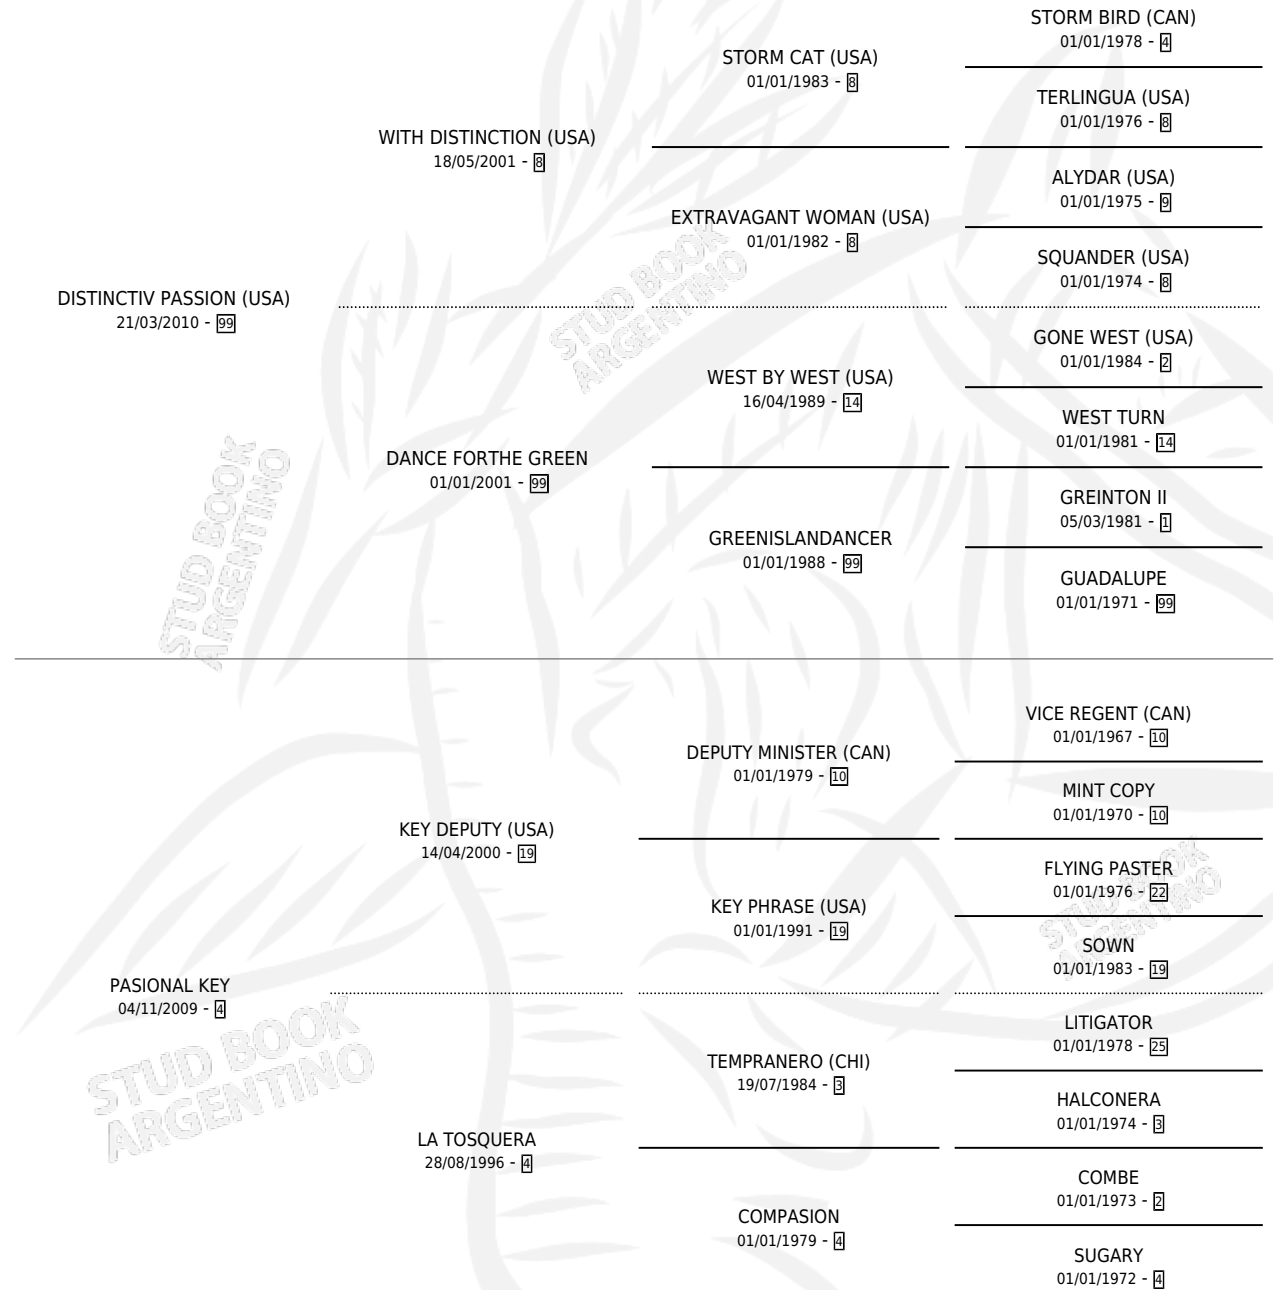 STORM BIRD (CAN)
01/01/1978 - 4
STORM CAT (USA)
01/01/1983 - 8
TERLINGUA (USA)
01/01/1976 - 8
WITH DISTINCTION (USA)
18/05/2001 - 8
ALYDAR (USA)
01/01/1975 - 9
EXTRAVAGANT WOMAN (USA)
01/01/1982 - 8
SQUANDER (USA)
01/01/1974 - 8
DISTINCTIV PASSION (USA)
21/03/2010 - 99
GONE WEST (USA)
01/01/1984 - 2
WEST BY WEST (USA)
16/04/1989 - 14
WEST TURN
01/01/1981 - 14
DANCE FORTHE GREEN
01/01/2001 - 99
GREINTON II
05/03/1981 - 1
GREENISLANDANCER
01/01/1988 - 99
GUADALUPE
01/01/1971 - 99
VICE REGENT (CAN)
01/01/1967 - 10
DEPUTY MINISTER (CAN)
01/01/1979 - 10
MINT COPY
01/01/1970 - 10
KEY DEPUTY (USA)
14/04/2000 - 19
FLYING PASTER
01/01/1976 - 22
KEY PHRASE (USA)
01/01/1991 - 19
SOWN
01/01/1983 - 19
PASIONAL KEY
04/11/2009 - 4
LITIGATOR
01/01/1978 - 25
TEMPRANERO (CHI)
19/07/1984 - 3
HALCONERA
01/01/1974 - 3
LA TOSQUERA
28/08/1996 - 4
COMBE
01/01/1973 - 2
COMPASION
01/01/1979 - 4
SUGARY
01/01/1972 - 4
STUD BOOK
ARGENTINO
STUD BOOK
ARGENTINO
STUD BOOK
ARGENTINO
STUD BOOK
ARGENTINO